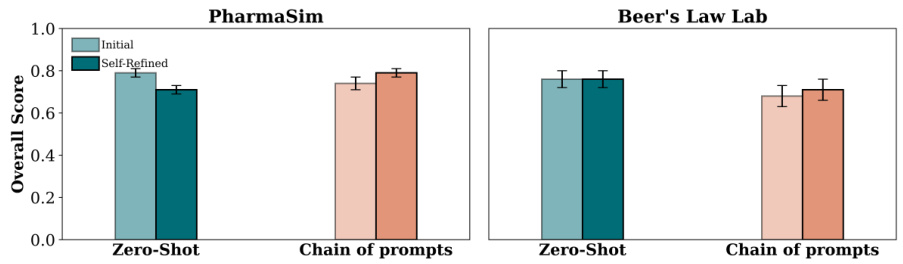 PharmaSim
Beer's Law Lab
Overall Score
1.0
0.8
0.6
0.4
0.2
0.0
Initial
Self-Refined
Zero-Shot
Chain of prompts
Zero-Shot
Chain of prompts